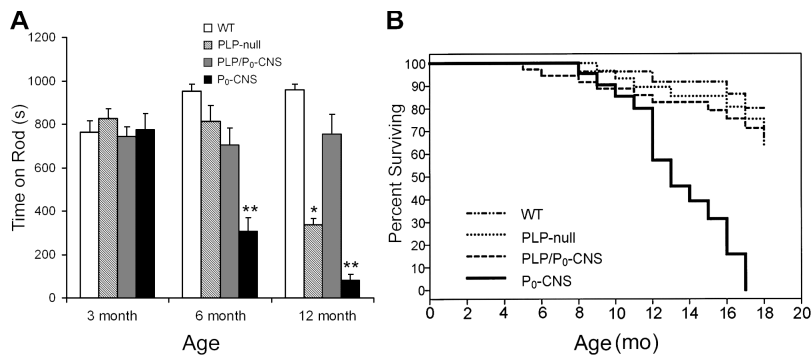 A
WT
PLP-null
PLP/P₀-CNS
P₀-CNS
Time on Rod (s)
1200
1000
800
600
400
200
0
**
*
**
3 month
6 month
12 month
Age
B
Percent Surviving
100
90
80
70
60
50
40
30
20
10
0
WT
PLP-null
PLP/P₀-CNS
P₀-CNS
0 2 4 6 8 10 12 14 16 18 20
Age (mo)